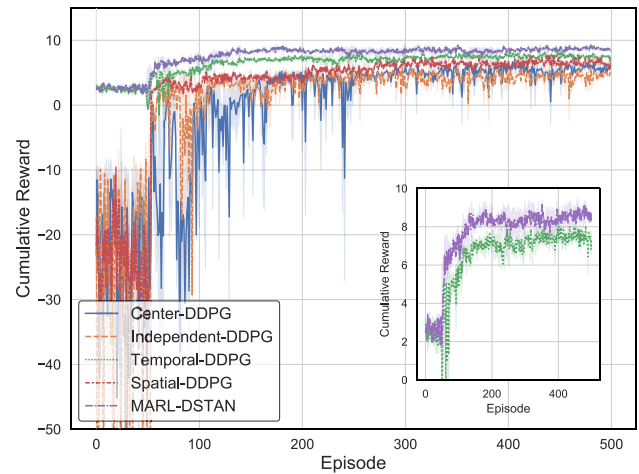 10
0
−10
−20
−30
−40
−50
Cumulative Reward
Center-DDPG
Independent-DDPG
Temporal-DDPG
Spatial-DDPG
MARL-DSTAN
0
100
200
300
400
500
Episode
10
8
6
4
2
0
Cumulative Reward
0
200
400
Episode